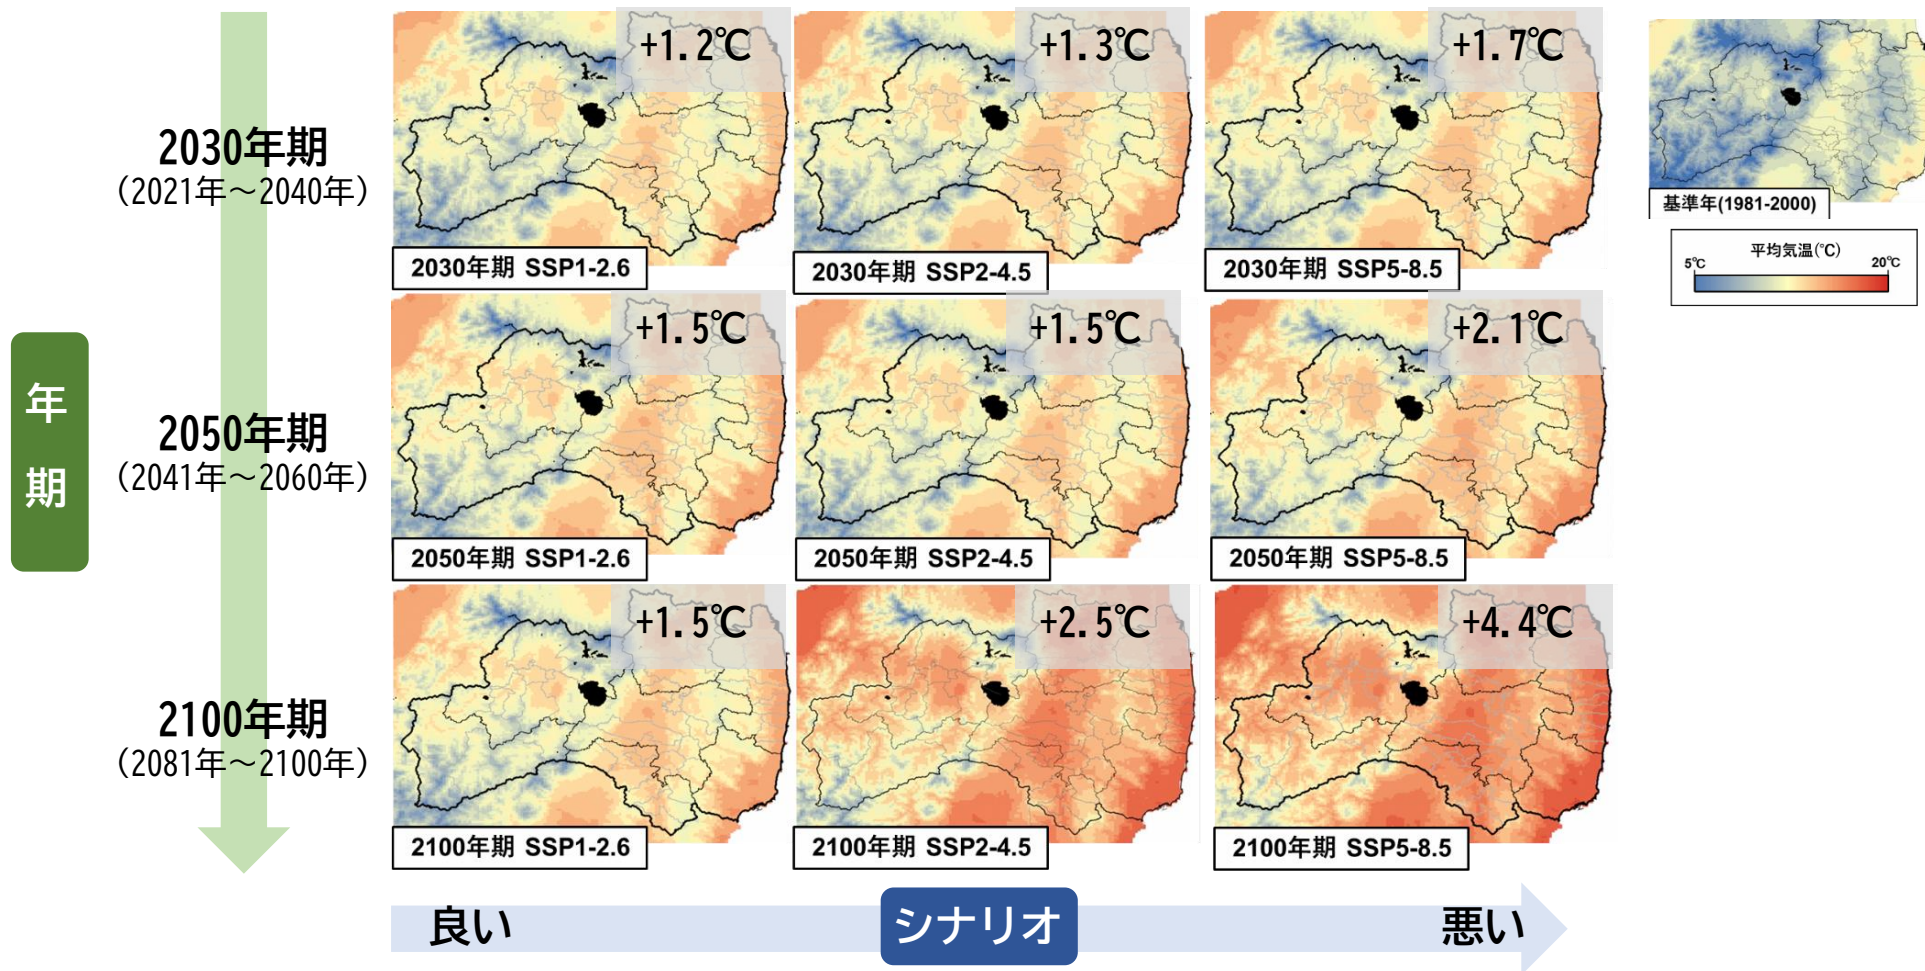 年
期
2030年期
（2021年～2040年）
+1.2℃
2030年期 SSP1-2.6
+1.3℃
2030年期 SSP2-4.5
+1.7℃
2030年期 SSP5-8.5
基準年(1981-2000)
平均気温(℃)
5℃
20℃
2050年期
（2041年～2060年）
+1.5℃
2050年期 SSP1-2.6
+1.5℃
2050年期 SSP2-4.5
+2.1℃
2050年期 SSP5-8.5
2100年期
（2081年～2100年）
+1.5℃
2100年期 SSP1-2.6
+2.5℃
2100年期 SSP2-4.5
+4.4℃
2100年期 SSP5-8.5
良い
シナリオ
悪い